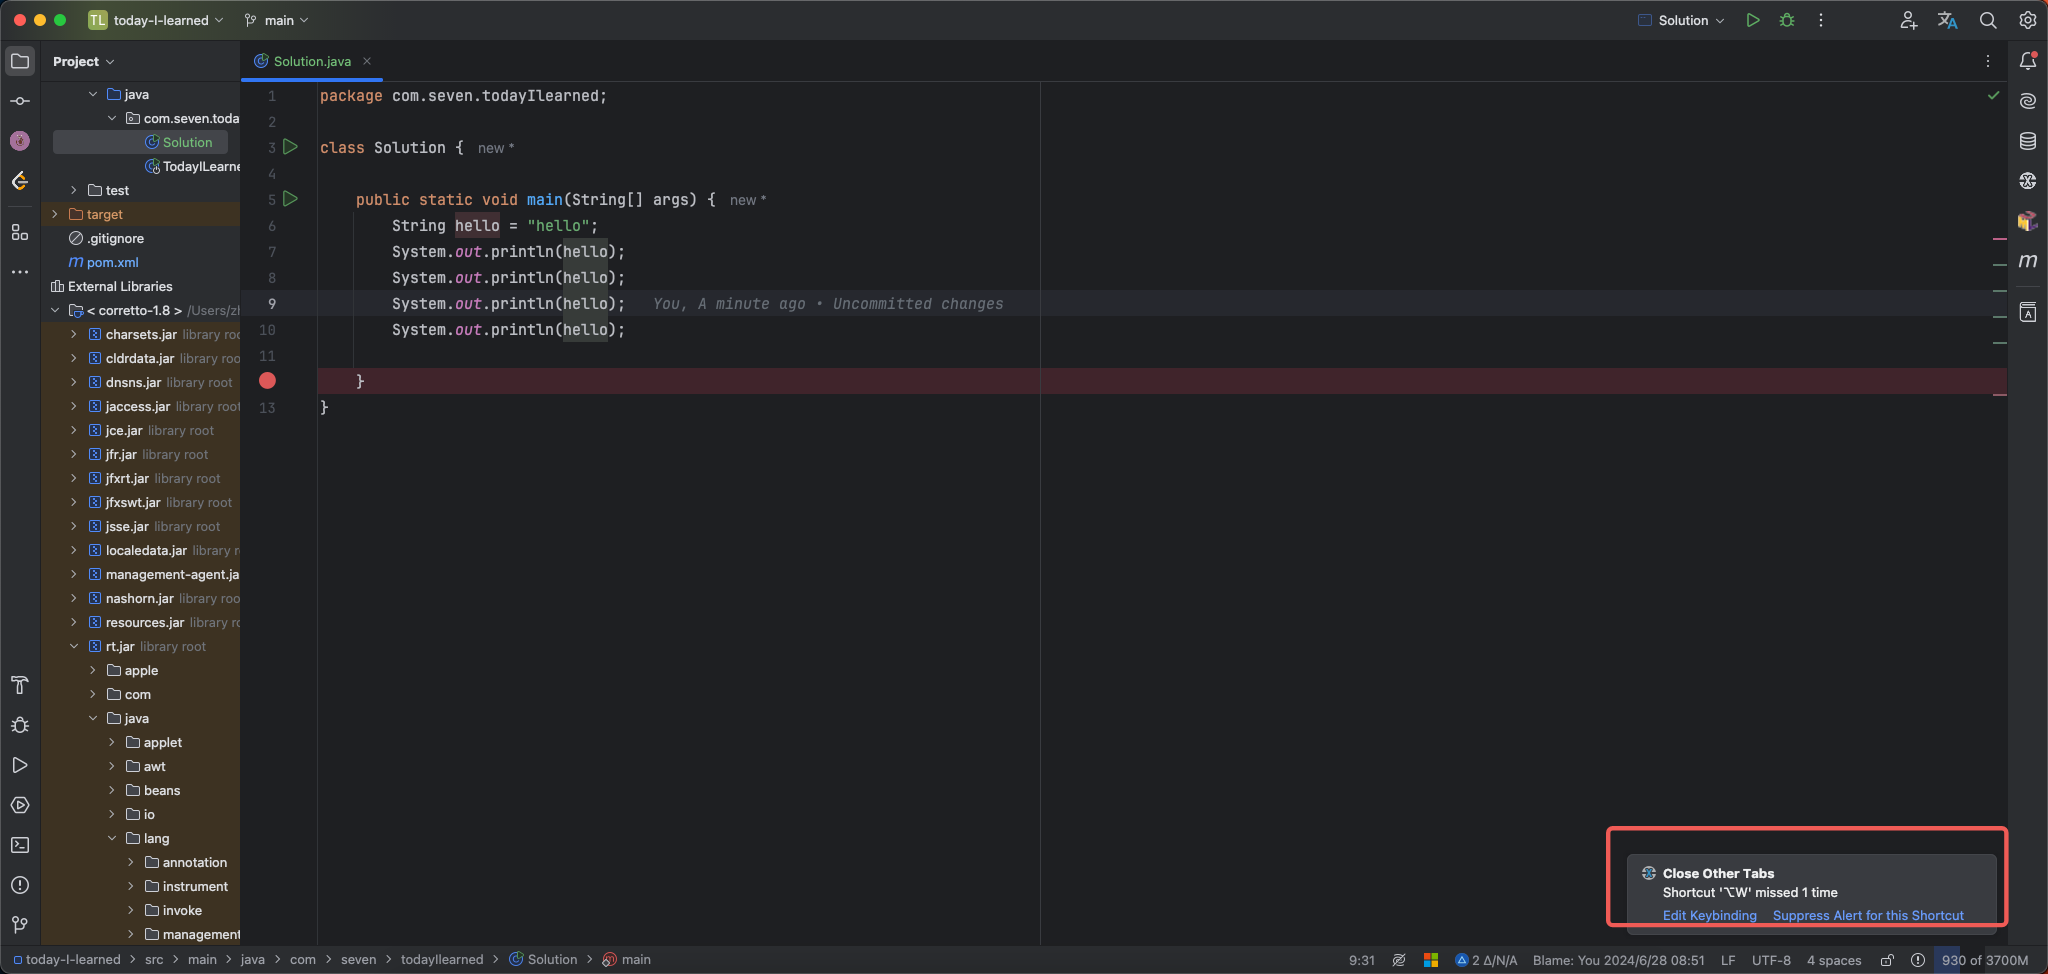 TL today-I-learned main Solution
Project
Solution.java
java
com.seven.toda
Solution
TodayILearne
test
target
.gitignore
m pom.xml
External Libraries
< corretto-1.8 > /Users/zh
charsets.jar library roo
cldrdata.jar library roo
dnsns.jar library root
jaccess.jar library root
jce.jar library root
jfr.jar library root
jfxrt.jar library root
jfxswt.jar library root
jsse.jar library root
localedata.jar library r
management-agent.ja
nashorn.jar library roo
resources.jar library ro
rt.jar library root
apple
com
java
applet
awt
beans
io
lang
annotation
instrument
invoke
management
1 package com.seven.todayIlearned;
2
3 class Solution { new *
4
5 public static void main(String[] args) { new *
6 String hello = "hello";
7 System.out.println(hello);
8 System.out.println(hello);
9 System.out.println(hello); You, A minute ago • Uncommitted changes
10 System.out.println(hello);
11
}
13 }
m
Close Other Tabs
Shortcut '⌥W' missed 1 time
Edit Keybinding Suppress Alert for this Shortcut
today-I-learned > src > main > java > com > seven > todayIlearned > Solution > main 9:31 2 Δ/N/A Blame: You 2024/6/28 08:51 LF UTF-8 4 spaces 930 of 3700M